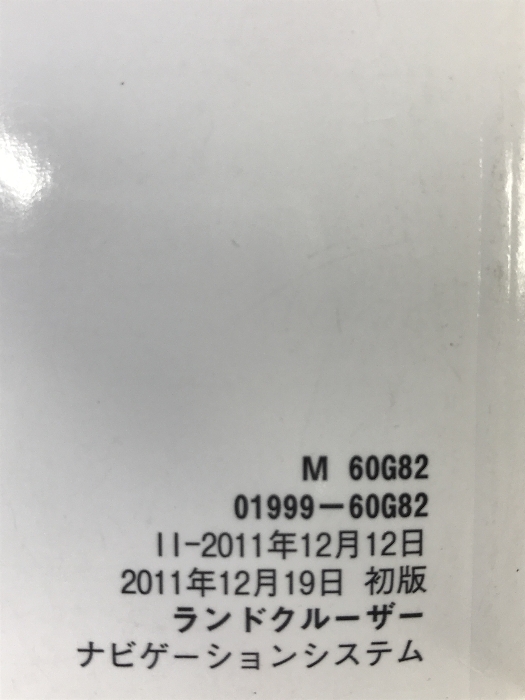 M 60G82
01999-60G82
II-2011年12月12日
2011年12月19日 初版
ランドクルーザー
ナビゲーションシステム